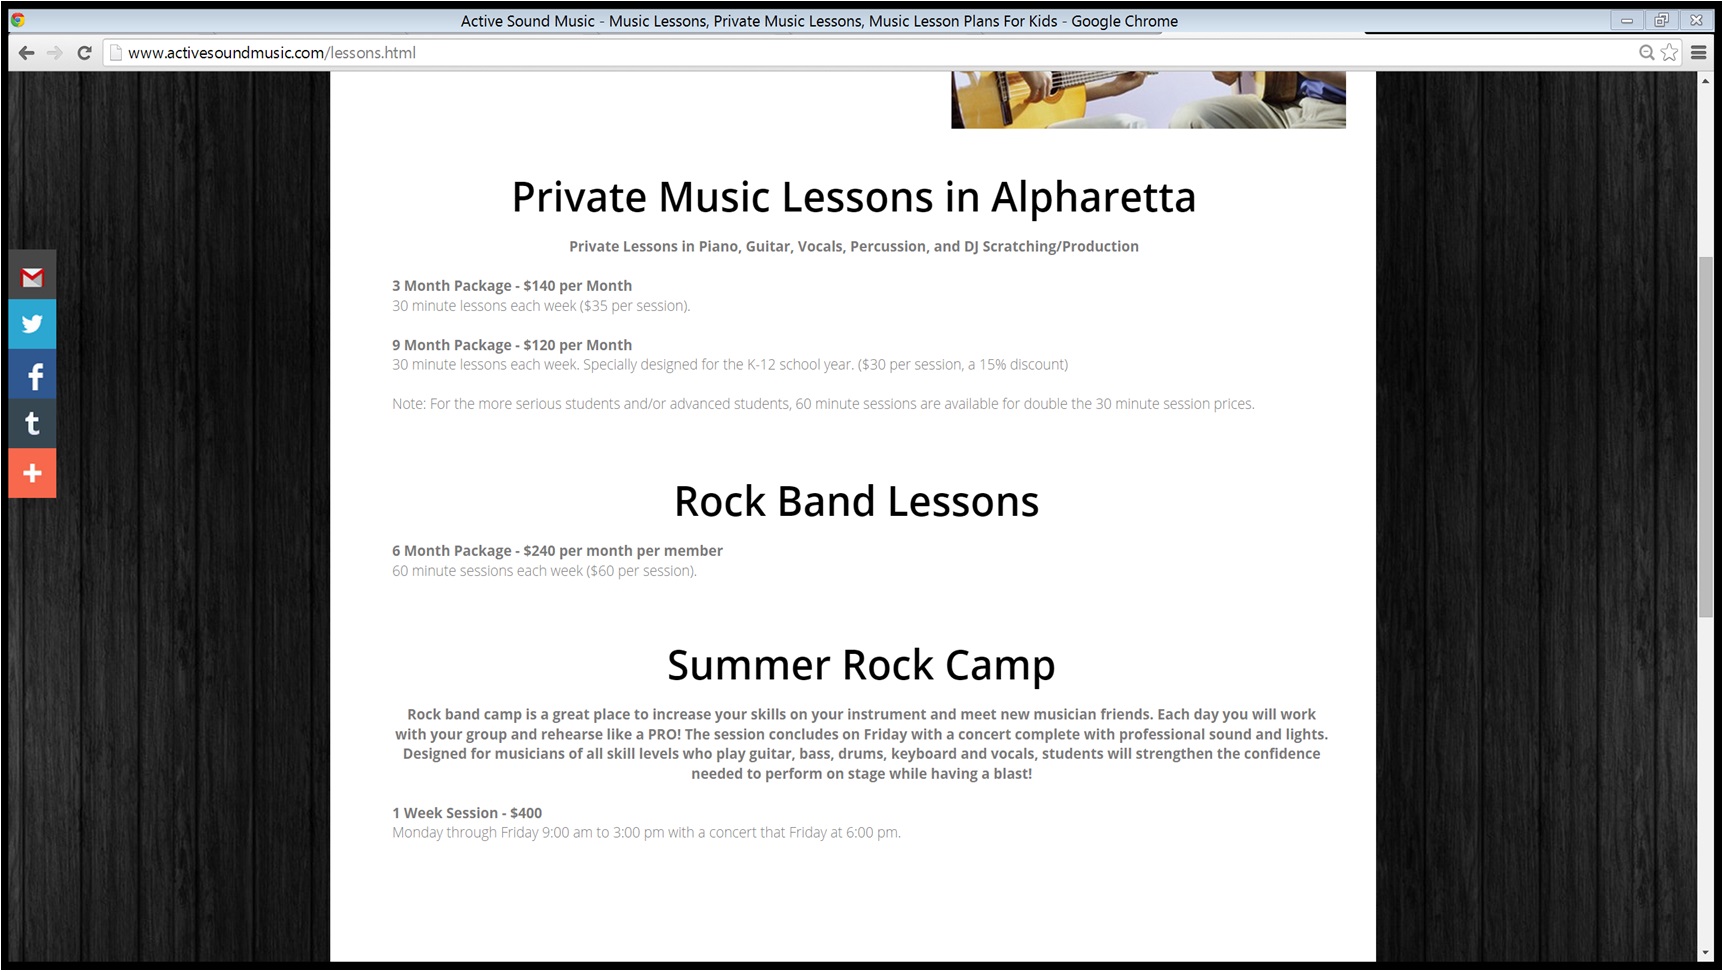 Active Sound Music - Music Lessons, Private Music Lessons, Music Lesson Plans For Kids - Google Chrome
www.activesoundmusic.com/lessons.html
Private Music Lessons in Alpharetta
Private Lessons in Piano, Guitar, Vocals, Percussion, and DJ Scratching/Production
3 Month Package - $140 per Month
30 minute lessons each week ($35 per session).
9 Month Package - $120 per Month
30 minute lessons each week. Specially designed for the K-12 school year. ($30 per session, a 15% discount)
Note: For the more serious students and/or advanced students, 60 minute sessions are available for double the 30 minute session prices.
Rock Band Lessons
6 Month Package - $240 per month per member
60 minute sessions each week ($60 per session).
Summer Rock Camp
Rock band camp is a great place to increase your skills on your instrument and meet new musician friends. Each day you will work
with your group and rehearse like a PRO! The session concludes on Friday with a concert complete with professional sound and lights.
Designed for musicians of all skill levels who play guitar, bass, drums, keyboard and vocals, students will strengthen the confidence
needed to perform on stage while having a blast!
1 Week Session - $400
Monday through Friday 9:00 am to 3:00 pm with a concert that Friday at 6:00 pm.